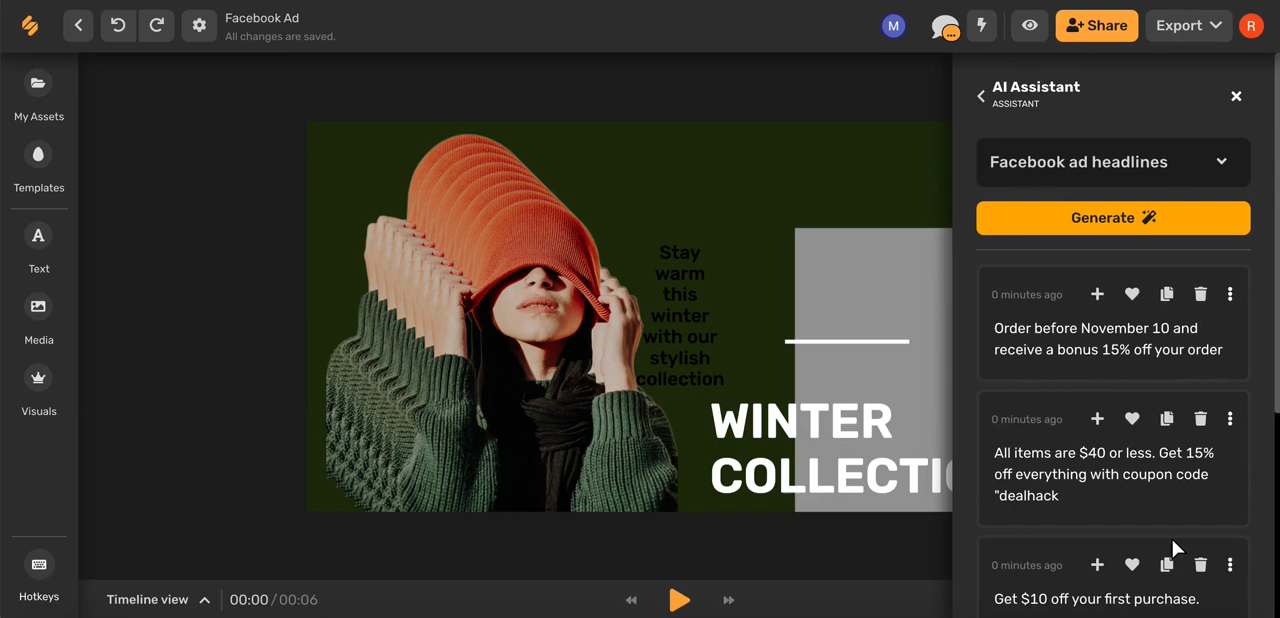 Facebook Ad
All changes are saved.
M
...
Share
Export
R
My Assets
Templates
Text
Media
Visuals
Hotkeys
Stay
warm
this
winter
with our
stylish
collection
WINTER
COLLECTIO
Timeline view
00:00 / 00:06
AI Assistant
ASSISTANT
Facebook ad headlines
Generate
0 minutes ago
Order before November 10 and
receive a bonus 15% off your order
0 minutes ago
All items are $40 or less. Get 15%
off everything with coupon code
"dealhack
0 minutes ago
Get $10 off your first purchase.